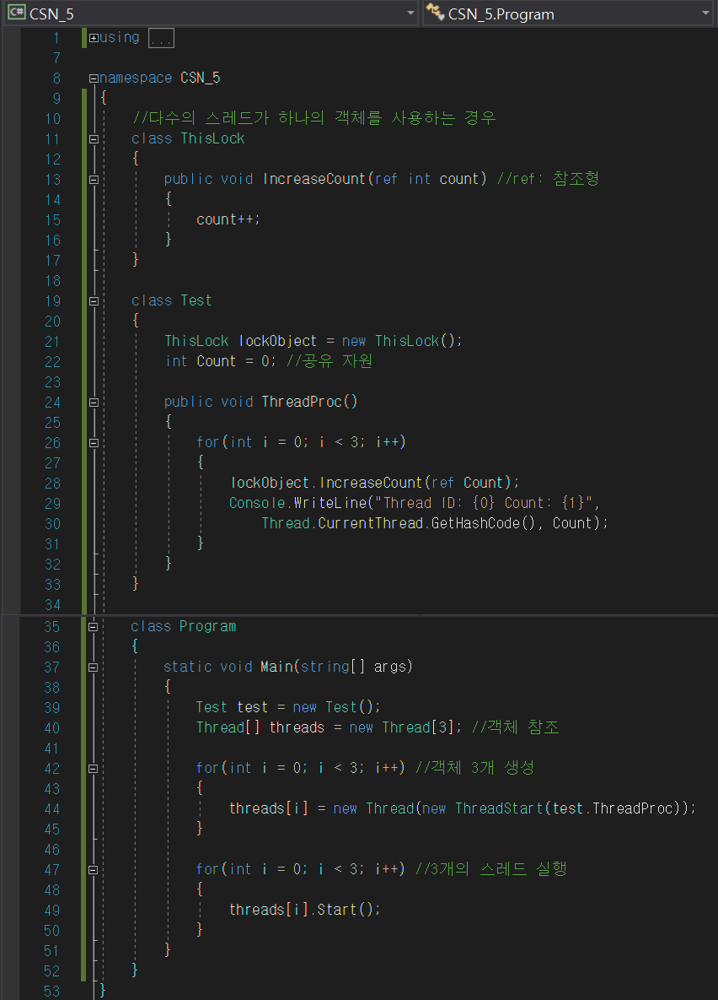 CSN_5 CSN_5.Program
1 using ...
7
8 namespace CSN_5
9 {
10 //다수의 스레드가 하나의 객체를 사용하는 경우
11 class ThisLock
12 {
13 public void IncreaseCount(ref int count) //ref: 참조형
14 {
15 count++;
16 }
17 }
18
19 class Test
20 {
21 ThisLock lockObject = new ThisLock();
22 int Count = 0; //공유 자원
23
24 public void ThreadProc()
25 {
26 for(int i = 0; i < 3; i++)
27 {
28 lockObject.IncreaseCount(ref Count);
29 Console.WriteLine("Thread ID: {0} Count: {1}",
30 Thread.CurrentThread.GetHashCode(), Count);
31 }
32 }
33 }
34
35 class Program
36 {
37 static void Main(string[] args)
38 {
39 Test test = new Test();
40 Thread[] threads = new Thread[3]; //객체 참조
41
42 for(int i = 0; i < 3; i++) //객체 3개 생성
43 {
44 threads[i] = new Thread(new ThreadStart(test.ThreadProc));
45 }
46
47 for(int i = 0; i < 3; i++) //3개의 스레드 실행
48 {
49 threads[i].Start();
50 }
51 }
52 }
53 }